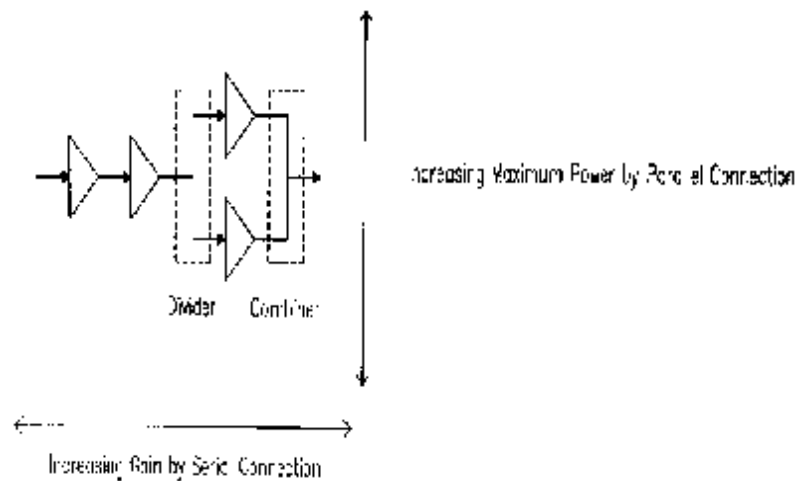 Increasing Maximum Power by Parallel Connection
Divider Combiner
Increasing Gain by Serial Connection